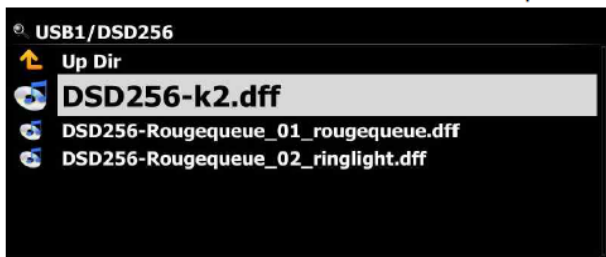 USB1/DSD256
Up Dir
DSD256-k2.dff
DSD256-Rougequeue_01_rougequeue.dff
DSD256-Rougequeue_02_ringlight.dff